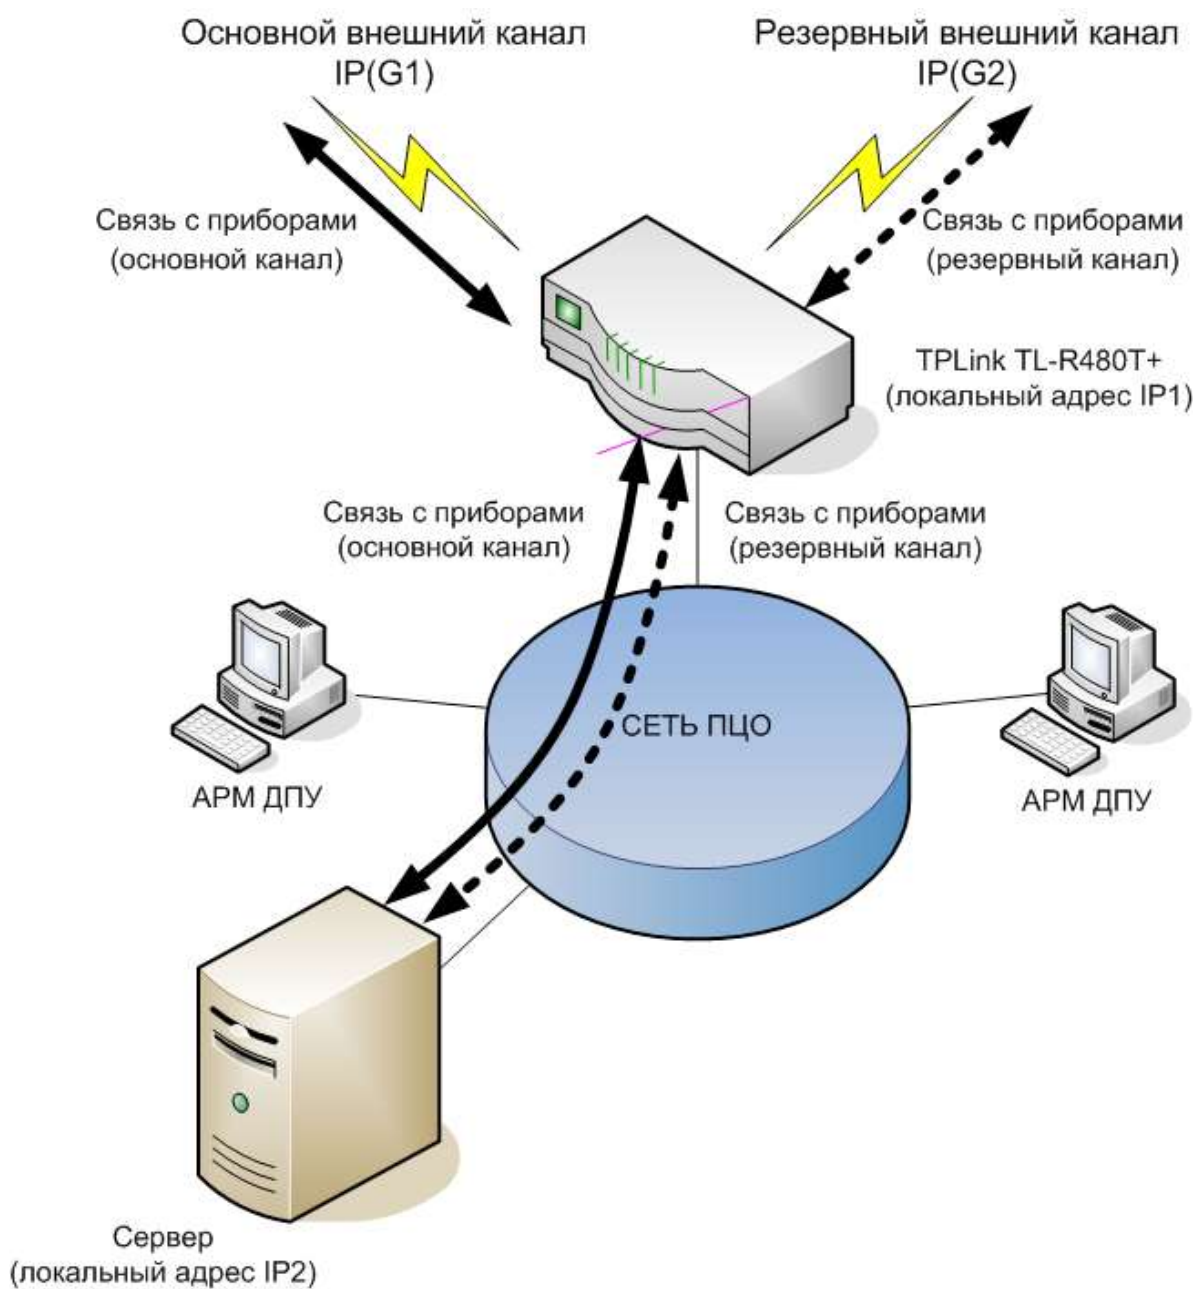 Основной внешний канал
IP(G1)
Резервный внешний канал
IP(G2)
Связь с приборами
(основной канал)
Связь с приборами
(резервный канал)
TPLink TL-R480T+
(локальный адрес IP1)
Связь с приборами
(основной канал)
Связь с приборами
(резервный канал)
СЕТЬ ПЦО
АРМ ДПУ
АРМ ДПУ
Сервер
(локальный адрес IP2)